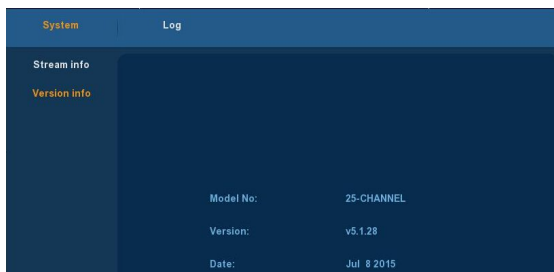 System Log
Stream info
Version info
Model No: 25-CHANNEL
Version: v5.1.28
Date: Jul 8 2015